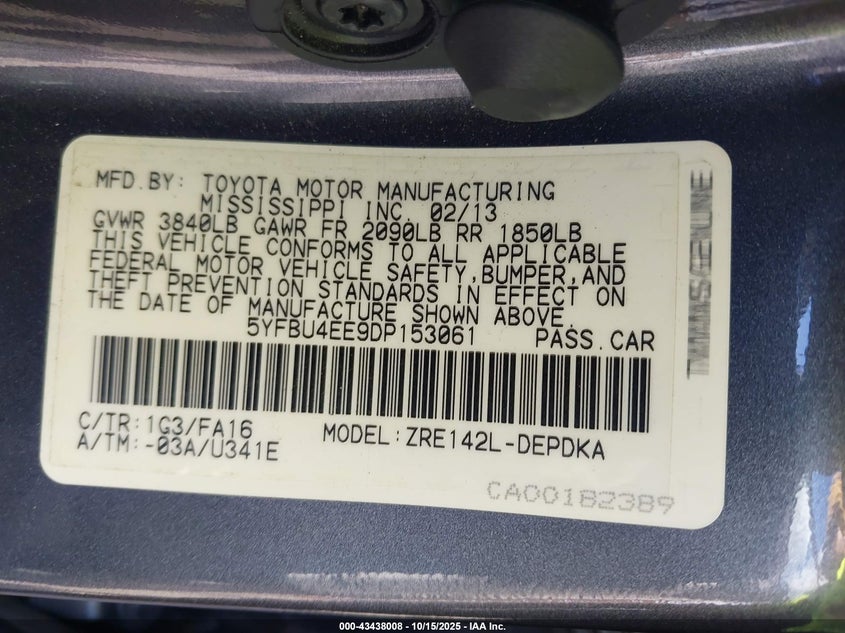 MFD.BY: TOYOTA MOTOR MANUFACTURING
MISSISSIPPI INC. 02/13
GVWR 3840LB GAWR FR 2090LB RR 1850LB
THIS VEHICLE CONFORMS TO ALL APPLICABLE
FEDERAL MOTOR VEHICLE SAFETY,BUMPER,AND
THEFT PREVENTION STANDARDS IN EFFECT ON
THE DATE OF MANUFACTURE SHOWN ABOVE.
5YFBU4EE9DP153061 PASS.CAR
C/TR:1G3/FA16
A/TM:-03A/U341E
MODEL:ZRE142L-DEPDKA
CA00182389
000-43438008 - 10/15/2025 - IAA Inc.